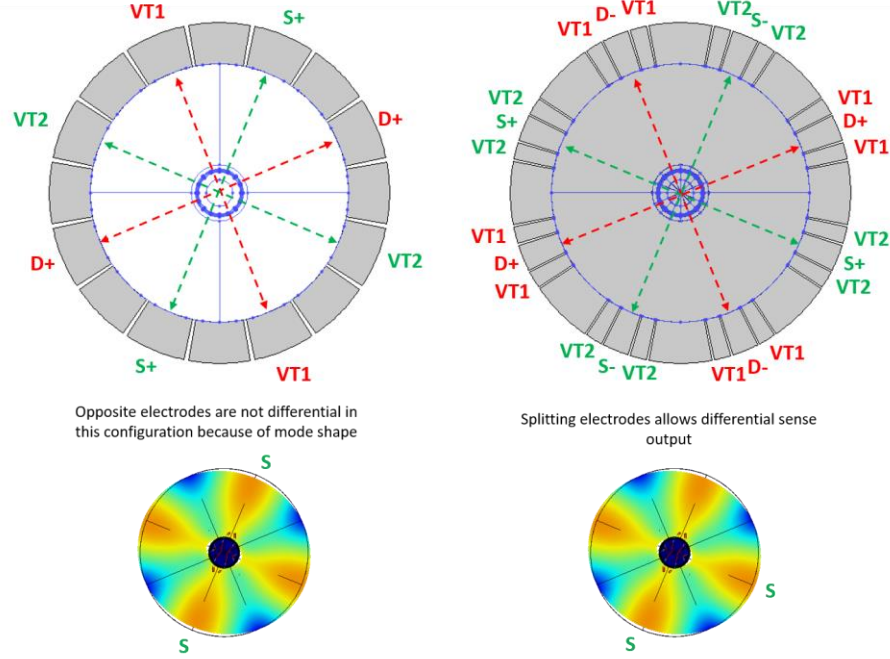 VT1
S+
VT2
D+
D+
VT2
S+
VT1
VT1
D-
VT1
VT2
S-
VT2
VT2
S+
VT2
VT1
D+
VT1
VT1
D+
VT1
VT2
S+
VT2
VT2
S-
VT2
VT1
D-
VT1
Opposite electrodes are not differential in
this configuration because of mode shape
Splitting electrodes allows differential sense
output
S
S
S
S